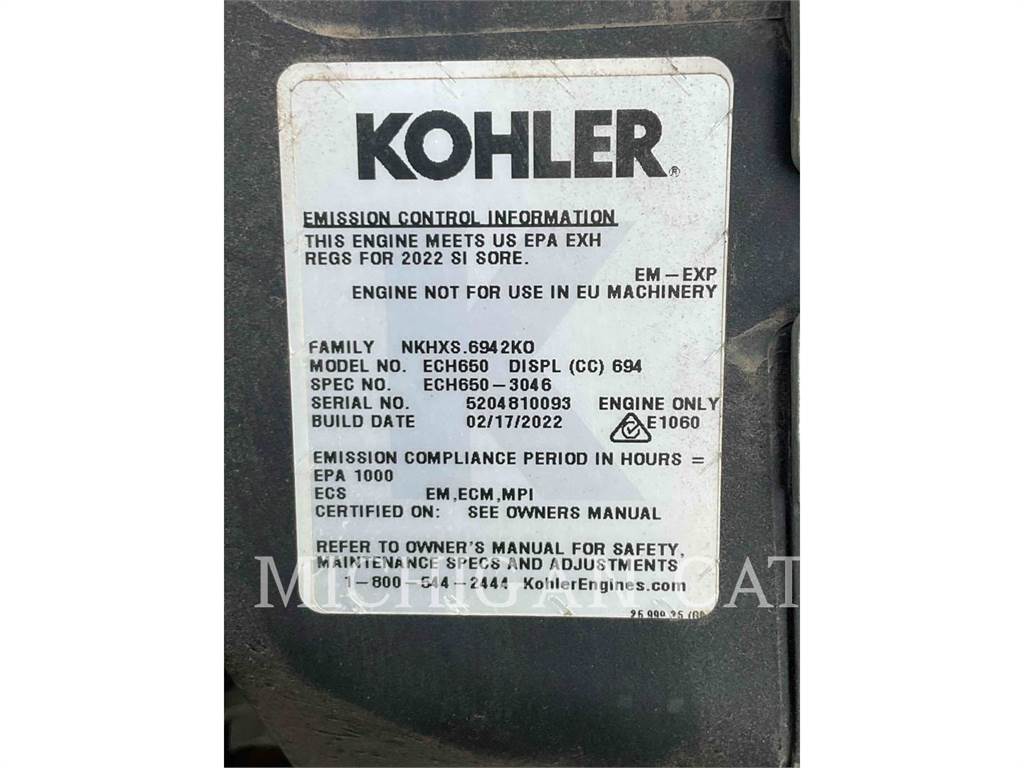 KOHLER®
EMISSION CONTROL INFORMATION
THIS ENGINE MEETS US EPA EXH
REGS FOR 2022 SI SORE.
EM-EXP
ENGINE NOT FOR USE IN EU MACHINERY
FAMILY NKHXS.6942KO
MODEL NO. ECH650 DISPL (CC) 694
SPEC NO. ECH650-3046
SERIAL NO. 5204810093 ENGINE ONLY
BUILD DATE 02/17/2022 E1060
EMISSION COMPLIANCE PERIOD IN HOURS =
EPA 1000
ECS EM,ECM,MPI
CERTIFIED ON: SEE OWNERS MANUAL
REFER TO OWNER'S MANUAL FOR SAFETY,
MAINTENANCE SPECS AND ADJUSTMENTS
1-800-544-2444 KohlerEngines.com
MICHIGAN CAT